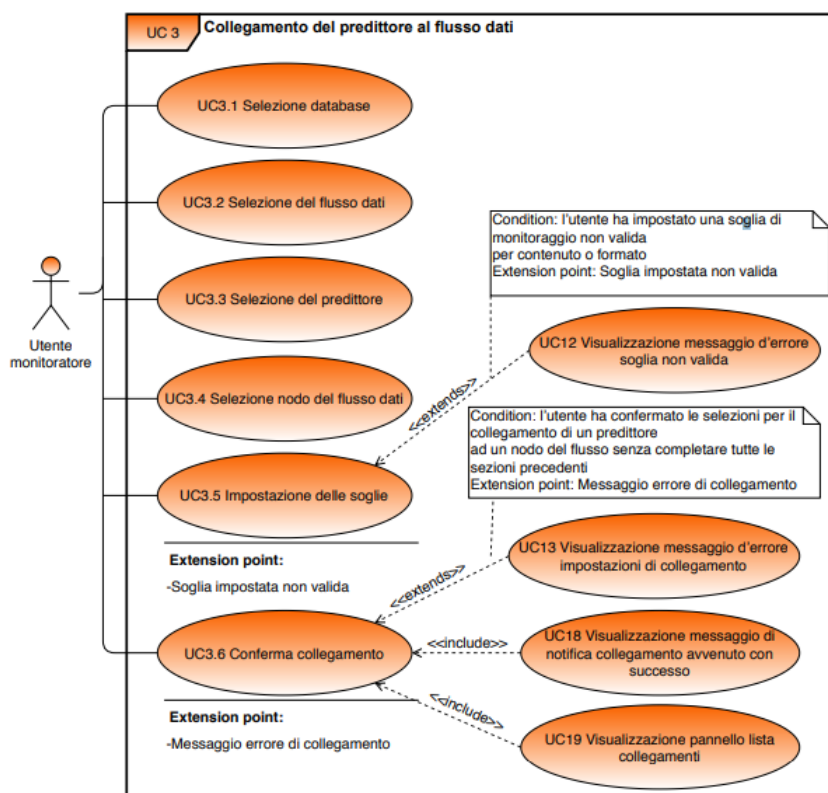 UC 3
Collegamento del predittore al flusso dati
UC3.1 Selezione database
UC3.2 Selezione del flusso dati
Condition: l'utente ha impostato una soglia di
monitoraggio non valida
per contenuto o formato
Extension point: Soglia impostata non valida
UC3.3 Selezione del predittore
Utente
monitoratore
UC12 Visualizzazione messaggio d'errore
soglia non valida
<<extends>>
UC3.4 Selezione nodo del flusso dati
Condition: l'utente ha confermato le selezioni per il
collegamento di un predittore
ad un nodo del flusso senza completare tutte le
sezioni precedenti
Extension point: Messaggio errore di collegamento
UC3.5 Impostazione delle soglie
Extension point:
-Soglia impostata non valida
UC13 Visualizzazione messaggio d'errore
impostazioni di collegamento
<<extends>>
UC3.6 Conferma collegamento
<<include>>
UC18 Visualizzazione messaggio di
notifica collegamento avvenuto con
successo
<<include>>
Extension point:
-Messaggio errore di collegamento
UC19 Visualizzazione pannello lista
collegamenti